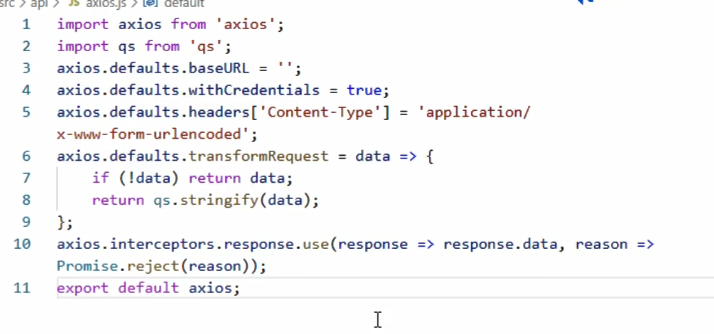 src > api > JS axios.js > default
1 import axios from 'axios';
2 import qs from 'qs';
3 axios.defaults.baseURL = '';
4 axios.defaults.withCredentials = true;
5 axios.defaults.headers['Content-Type'] = 'application/
x-www-form-urlencoded';
6 axios.defaults.transformRequest = data => {
7 if (!data) return data;
8 return qs.stringify(data);
9 };
10 axios.interceptors.response.use(response => response.data, reason =>
Promise.reject(reason));
11 export default axios;